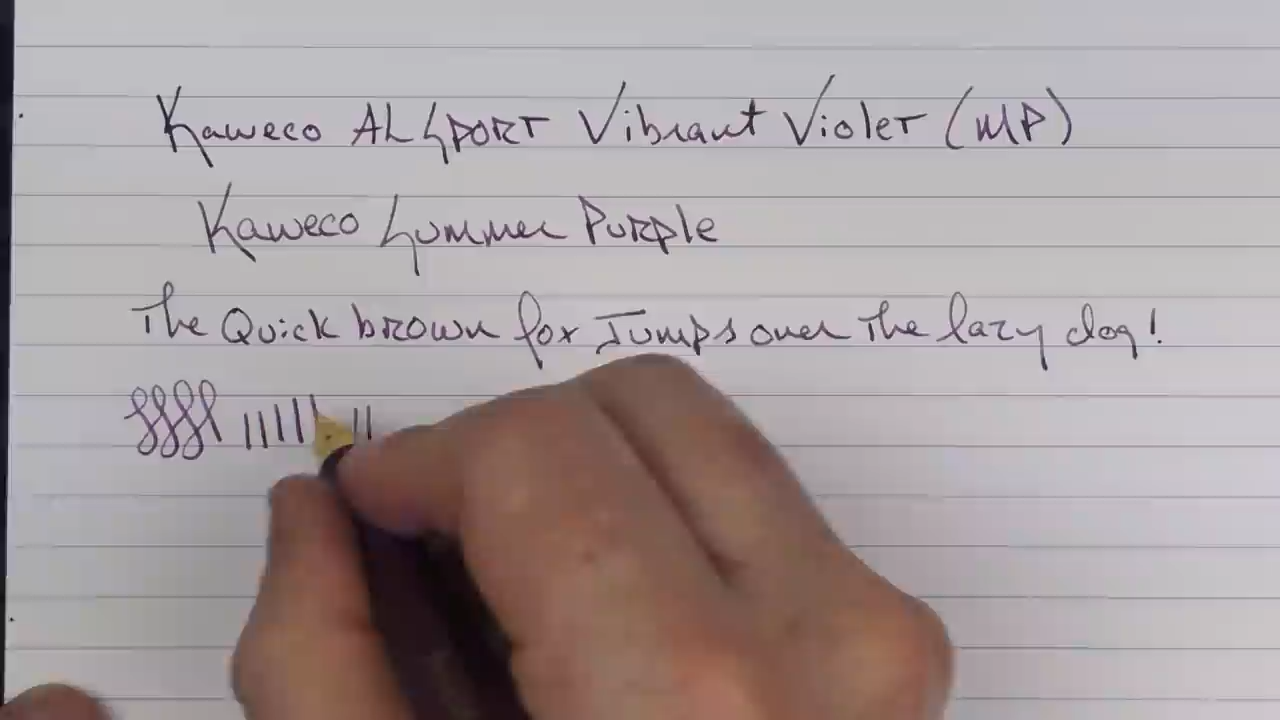 Kaweco AL SPORT Vibrant Violet (MP)
Kaweco Summer Purple
The Quick brown fox Jumps over The lazy dog!